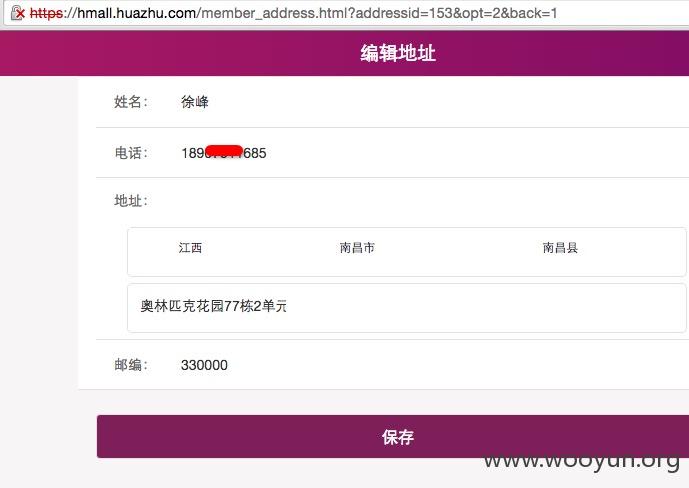 https://hmall.huazhu.com/member_address.html?addressid=153&opt=2&back=1
编辑地址
姓名： 徐峰
电话： 189 685
地址：
江西 南昌市 南昌县
奥林匹克花园77栋2单元
邮编： 330000
保存
www.wooyun.org